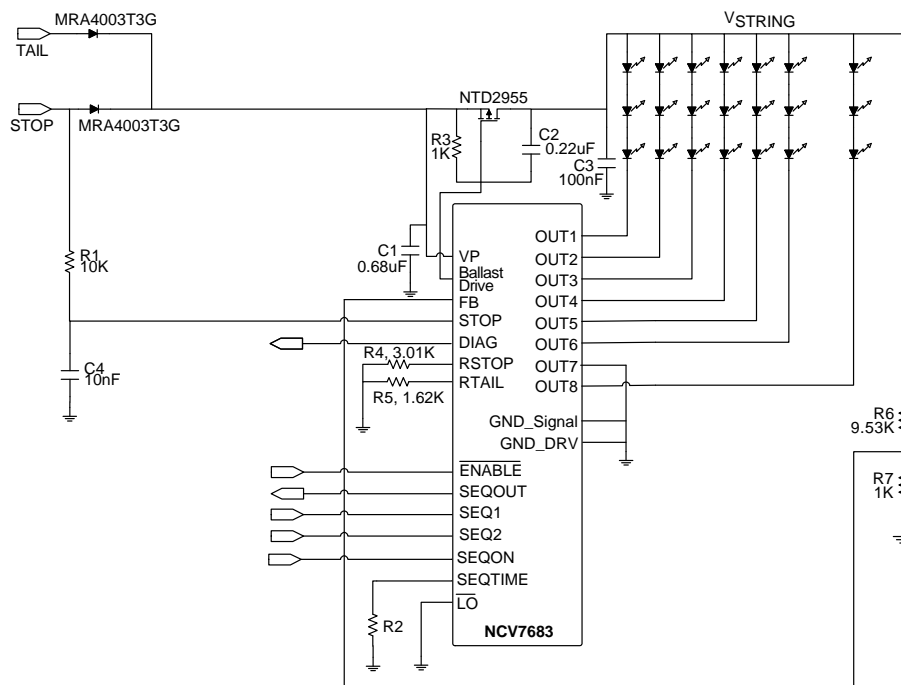 MRA4003T3G
TAIL
STOP
MRA4003T3G
NTD2955
VSTRING
R3
1K
C2
0.22uF
C3
100nF
R1
10K
C1
0.68uF
C4
10nF
VP
Ballast
Drive
FB
STOP
DIAG
RSTOP
RTAIL
R4, 3.01K
R5, 1.62K
OUT1
OUT2
OUT3
OUT4
OUT5
OUT6
OUT7
OUT8
GND_Signal
GND_DRV
R6
9.53K
R7
1K
ENABLE
SEQOUT
SEQ1
SEQ2
SEQON
SEQTIME
LO
R2
NCV7683